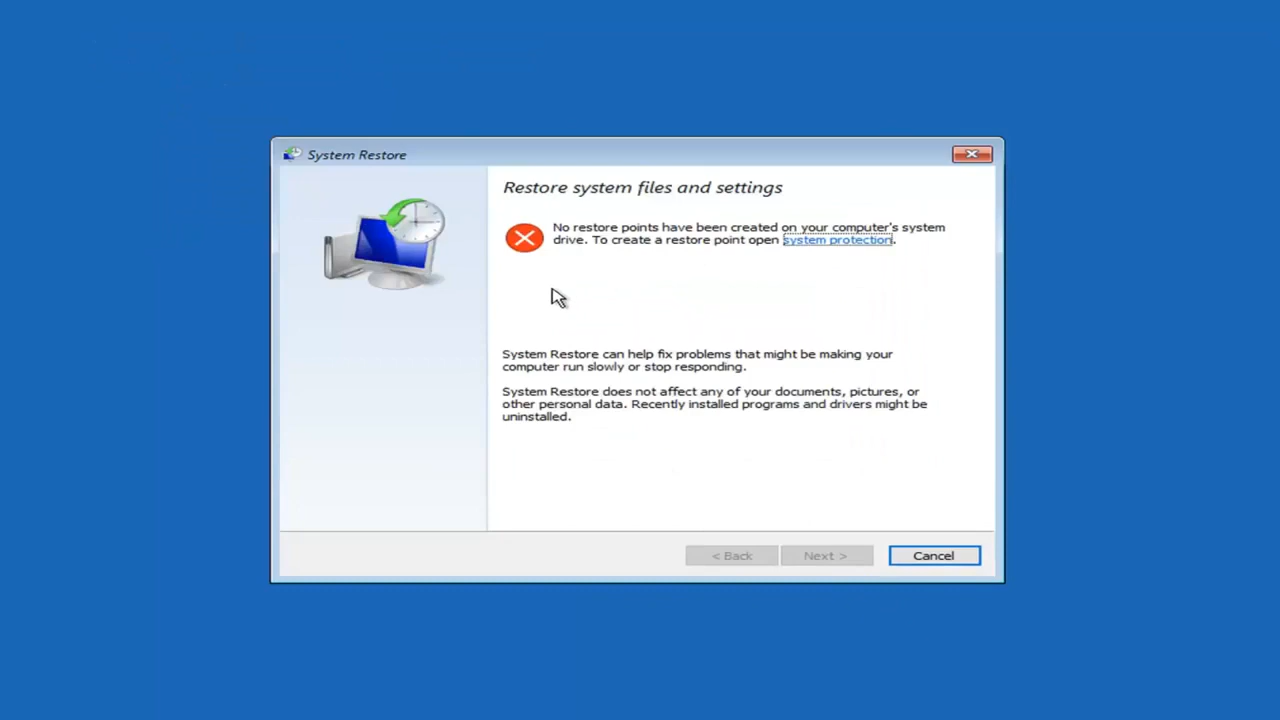 System Restore
Restore system files and settings
No restore points have been created on your computer's system
drive. To create a restore point open system protection.
System Restore can help fix problems that might be making your
computer run slowly or stop responding.
System Restore does not affect any of your documents, pictures, or
other personal data. Recently installed programs and drivers might be
uninstalled.
< Back
Next >
Cancel